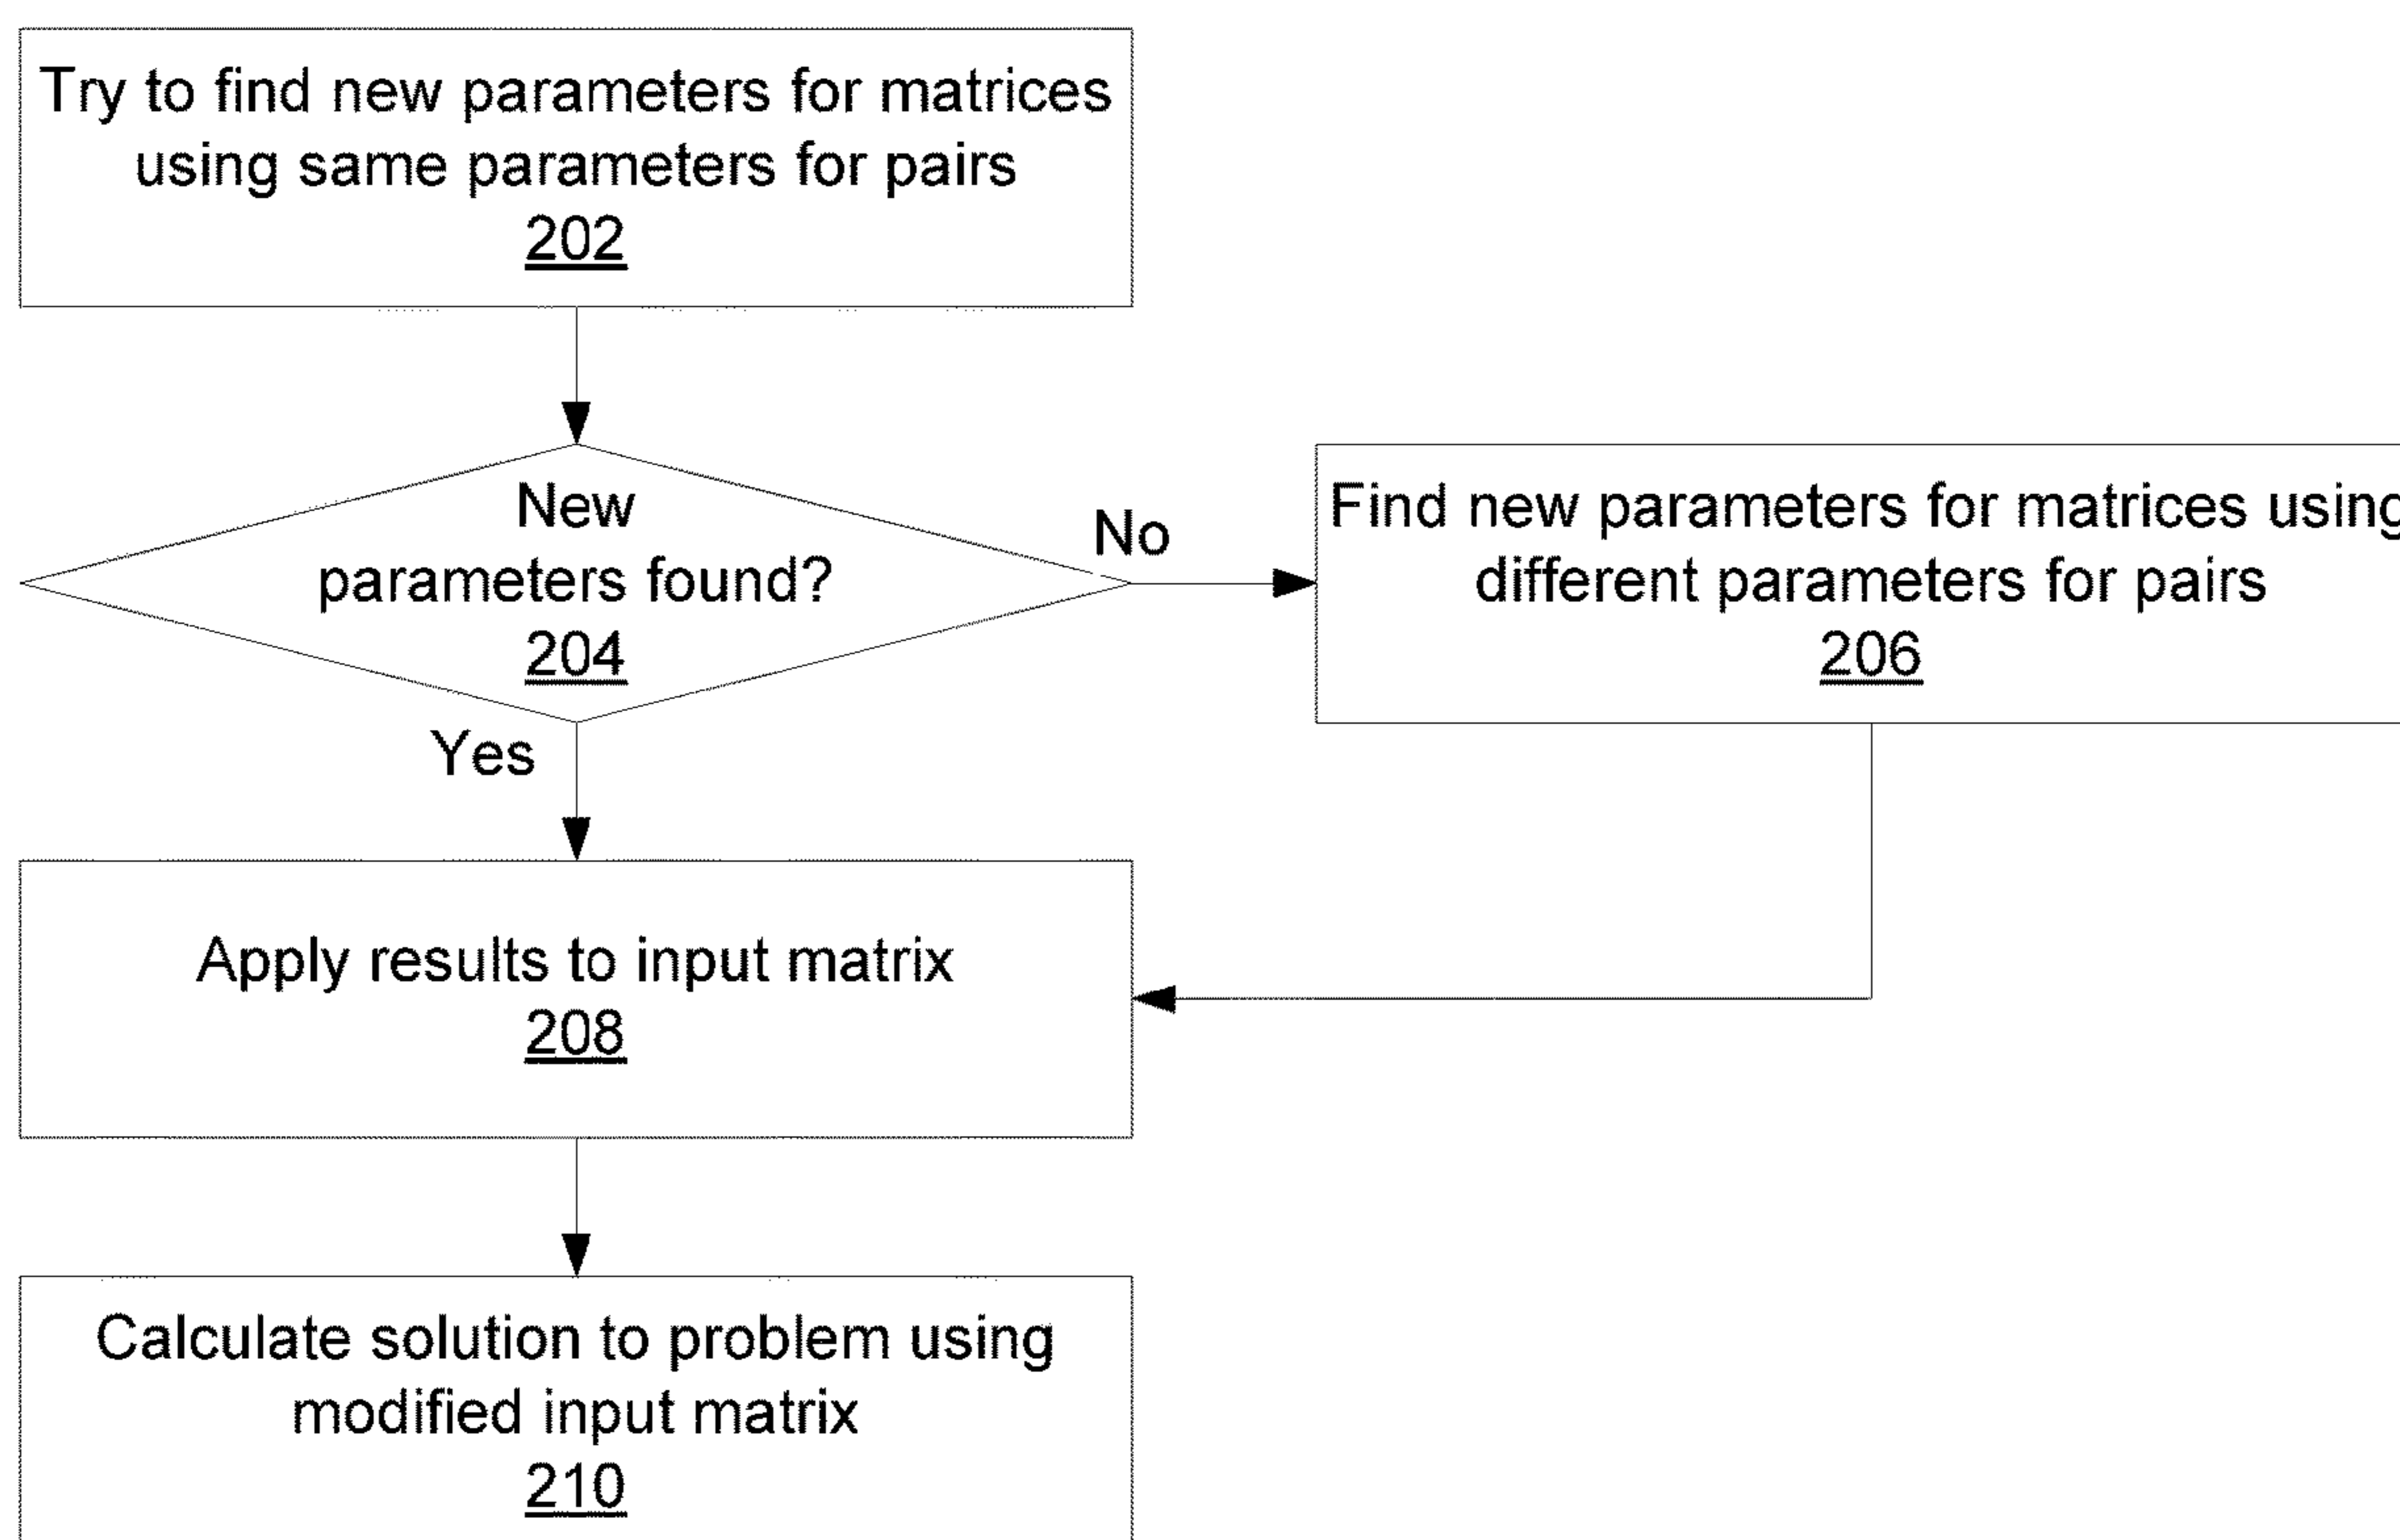 Try to find new parameters for matrices
using same parameters for pairs
202
New
parameters found?
204
No
Find new parameters for matrices using
different parameters for pairs
206
Yes
Apply results to input matrix
208
Calculate solution to problem using
modified input matrix
210